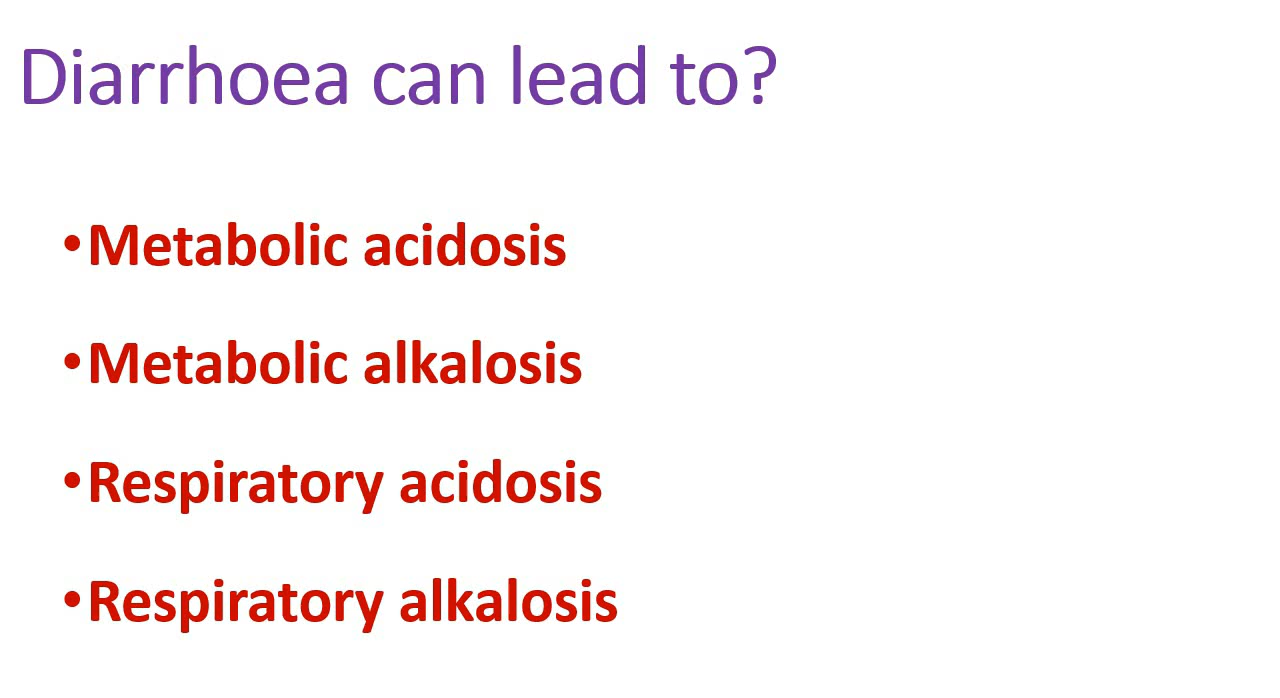 Diarrhoea can lead to?
•Metabolic acidosis
•Metabolic alkalosis
•Respiratory acidosis
•Respiratory alkalosis